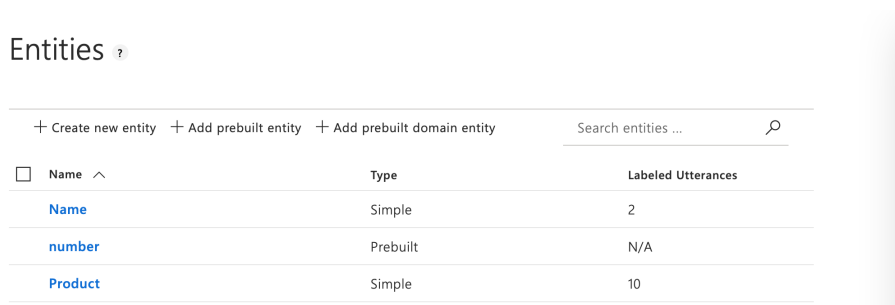 Entities ?
+ Create new entity + Add prebuilt entity + Add prebuilt domain entity Search entities ...
Name Type Labeled Utterances
Name Simple 2
number Prebuilt N/A
Product Simple 10